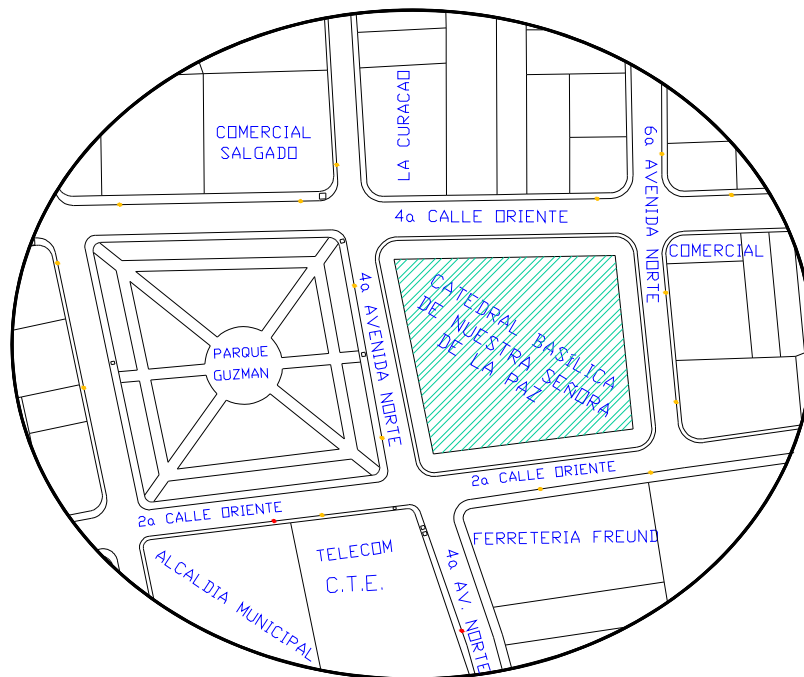 COMERCIAL
SALGADO
LA CURACAO
6a AVENIDA NORTE
4a CALLE ORIENTE
COMERCIAL
4a AVENIDA NORTE
CATEDRAL BASíLICA
DE NUESTRA SEÑORA
DE LA PAZ
PARQUE
GUZMAN
2a CALLE ORIENTE
2a CALLE ORIENTE
FERRETERIA FREUND
TELECOM
C.T.E.
ALCALDIA MUNICIPAL
4a AV. NORTE